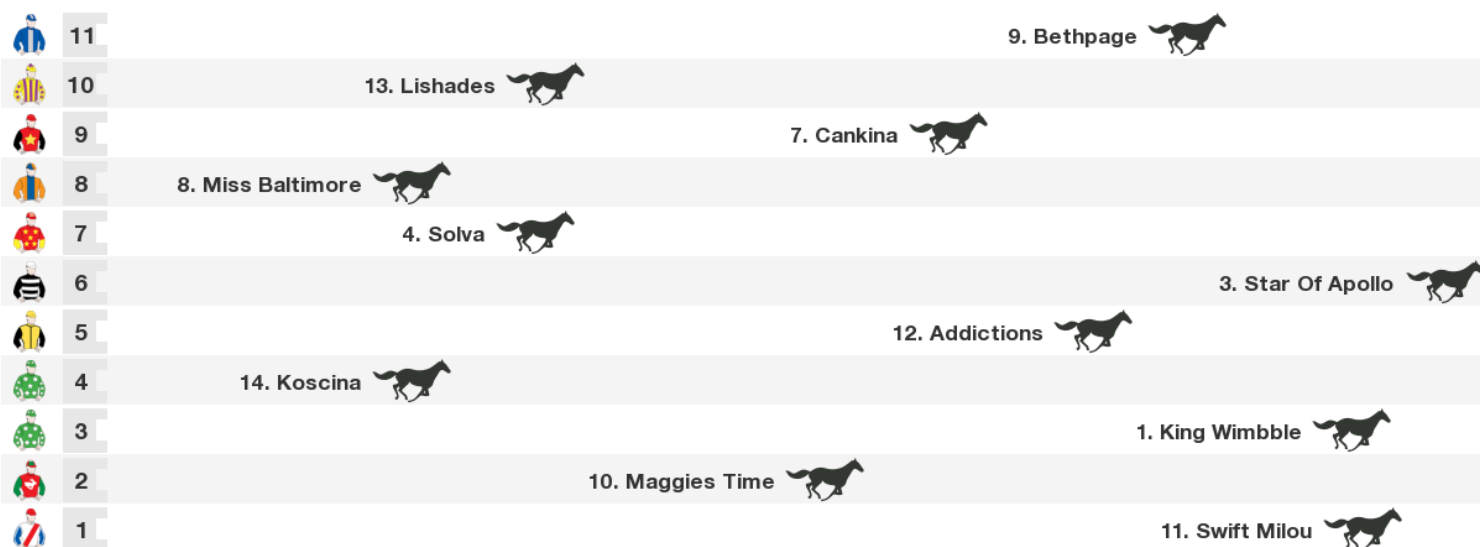 11 9. Bethpage
10 13. Lishades
9 7. Cankina
8 8. Miss Baltimore
7 4. Solva
6 3. Star Of Apollo
5 12. Addictions
4 14. Koscina
3 1. King Wimbble
2 10. Maggies Time
1 11. Swift Milou